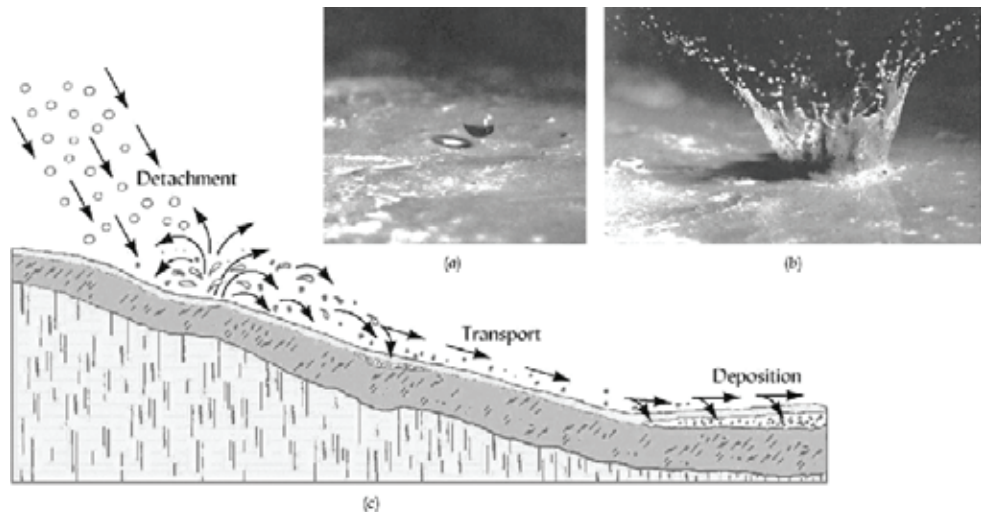 Detachment
(a)
(b)
Transport
Deposition
(c)